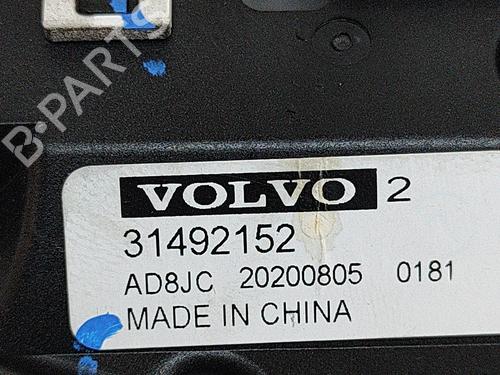 B-PARTS
VOLVO 2
31492152
AD8JC 20200805 0181
MADE IN CHINA